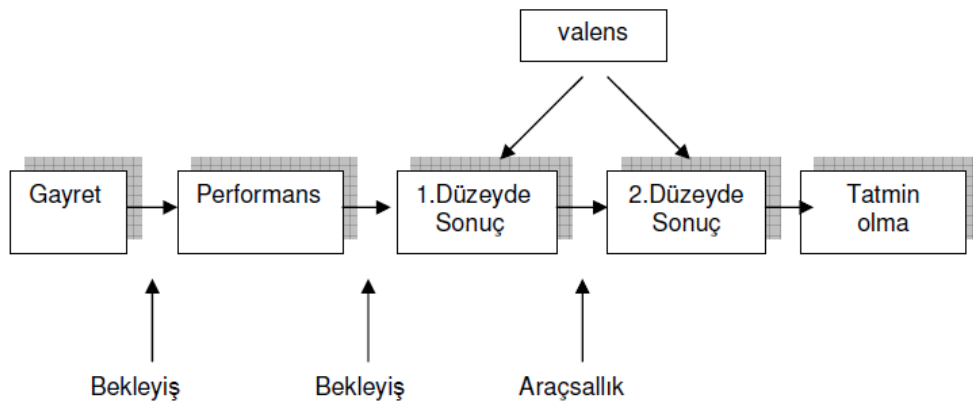 valens
Gayret
Performans
1.Düzeyde
Sonuç
2.Düzeyde
Sonuç
Tatmin
olma
Bekleyiş
Bekleyiş
Araçsallık